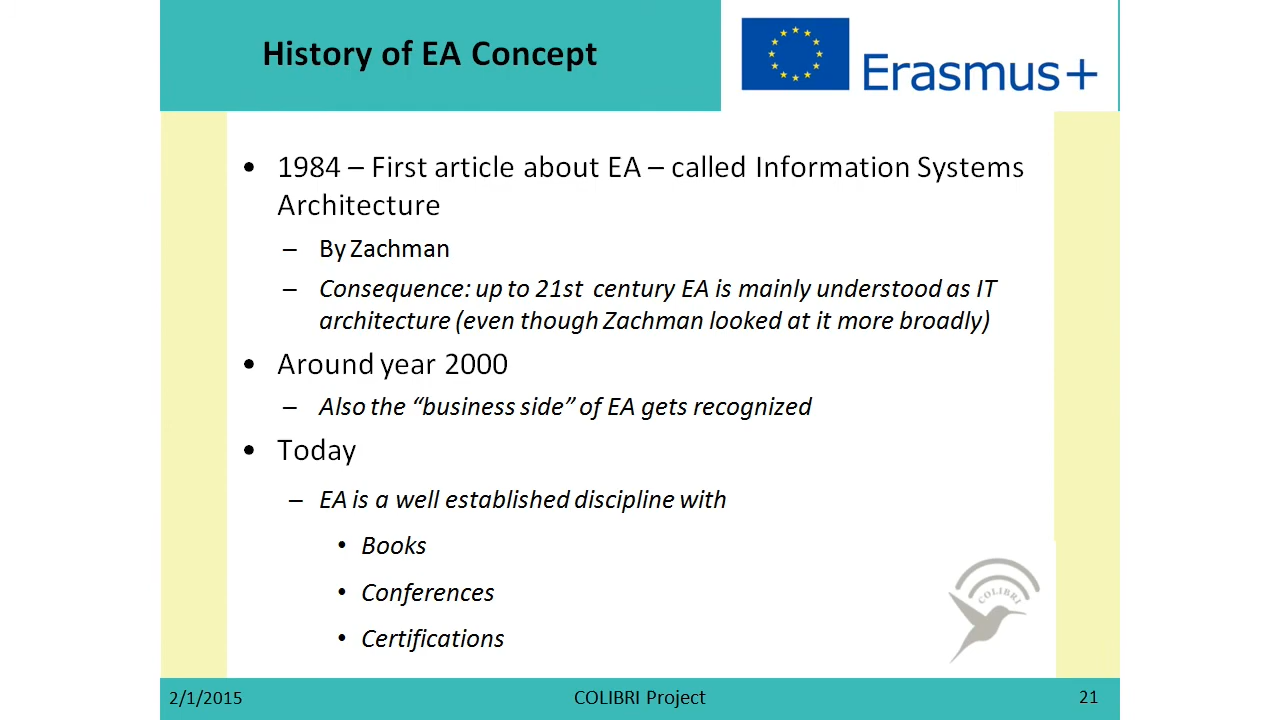 History of EA Concept
Erasmus+
• 1984 – First article about EA – called Information Systems
Architecture
– By Zachman
– Consequence: up to 21st century EA is mainly understood as IT
architecture (even though Zachman looked at it more broadly)
• Around year 2000
– Also the “business side” of EA gets recognized
• Today
– EA is a well established discipline with
• Books
• Conferences
• Certifications
COLIBRI
2/1/2015
COLIBRI Project
21